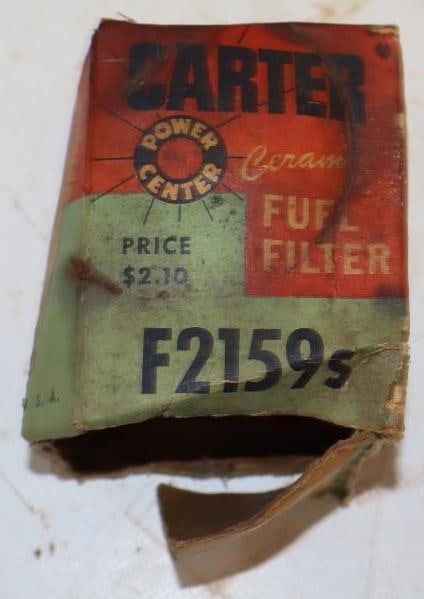 CARTER
POWER
CENTER
Ceram
FUEL
FILTER
PRICE
$2.10
F2159s
S. A.